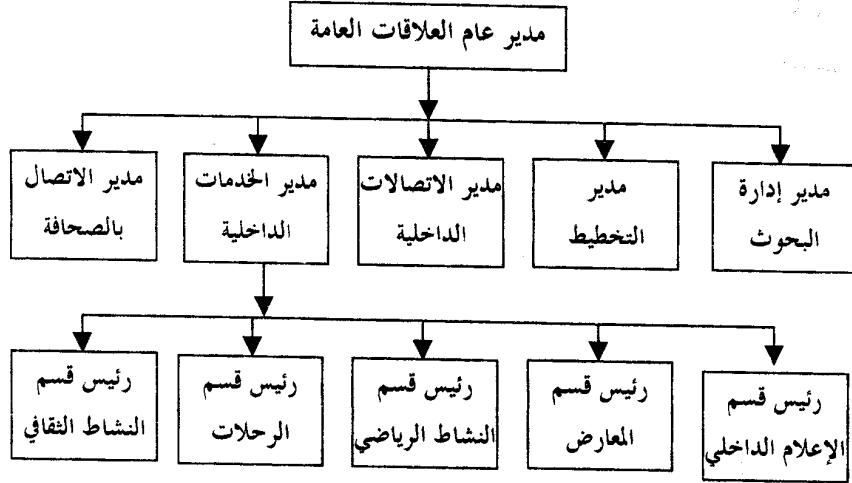 مدير عام العلاقات العامة
مدير إدارة
البحوث
مدير
التخطيط
مدير الاتصالات
الداخلية
مدير الخدمات
الداخلية
مدير الاتصال
بالصحافة
رئيس قسم
الإعلام الداخلي
رئيس قسم
المعارض
رئيس قسم
النشاط الرياضي
رئيس قسم
الرحلات
رئيس قسم
النشاط الثقافي